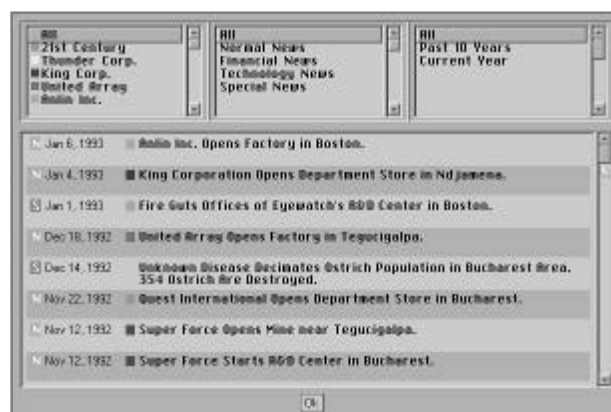 All
21st Century
Thunder Corp.
King Corp.
United Array
Anlin Inc.
All
Normal News
Financial News
Technology News
Special News
All
Past 10 Years
Current Year
Jan 6, 1993 Anlin Inc. Opens Factory in Boston.
Jan 4, 1993 King Corporation Opens Department Store in Ndjamena.
Jan 1, 1993 Fire Guts Offices of Eyewatch's R&D Center in Boston.
Dec 18, 1992 United Array Opens Factory in Tegucigalpa.
Dec 14, 1992 Unknown Disease Decimates Ostrich Population in Bucharest Area.
354 Ostrich Are Destroyed.
Nov 22, 1992 Quest International Opens Department Store in Bucharest.
Nov 12, 1992 Super Force Opens Mine near Tegucigalpa.
Nov 12, 1992 Super Force Starts R&D Center in Bucharest.
Ok